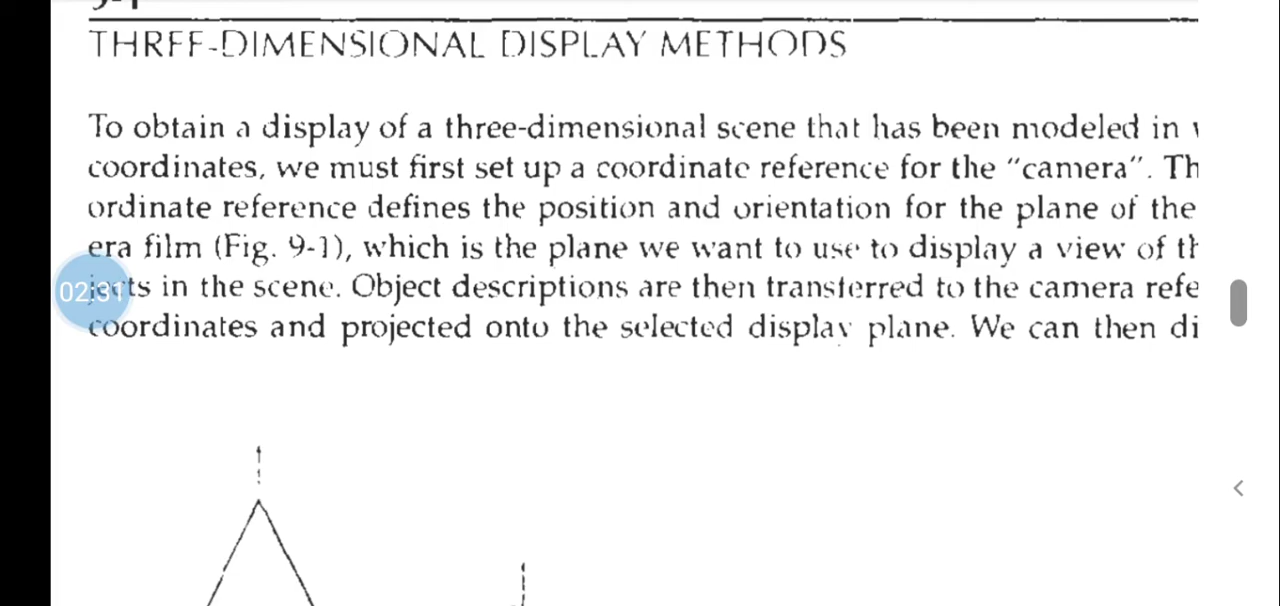 THREE-DIMENSIONAL DISPLAY METHODS
To obtain a display of a three-dimensional scene that has been modeled in
coordinates, we must first set up a coordinate reference for the "camera". Th
ordinate reference defines the position and orientation for the plane of the
era film (Fig. 9-1), which is the plane we want to use to display a view of th
jects in the scene. Object descriptions are then transferred to the camera refe
02:31
coordinates and projected onto the selected display plane. We can then di